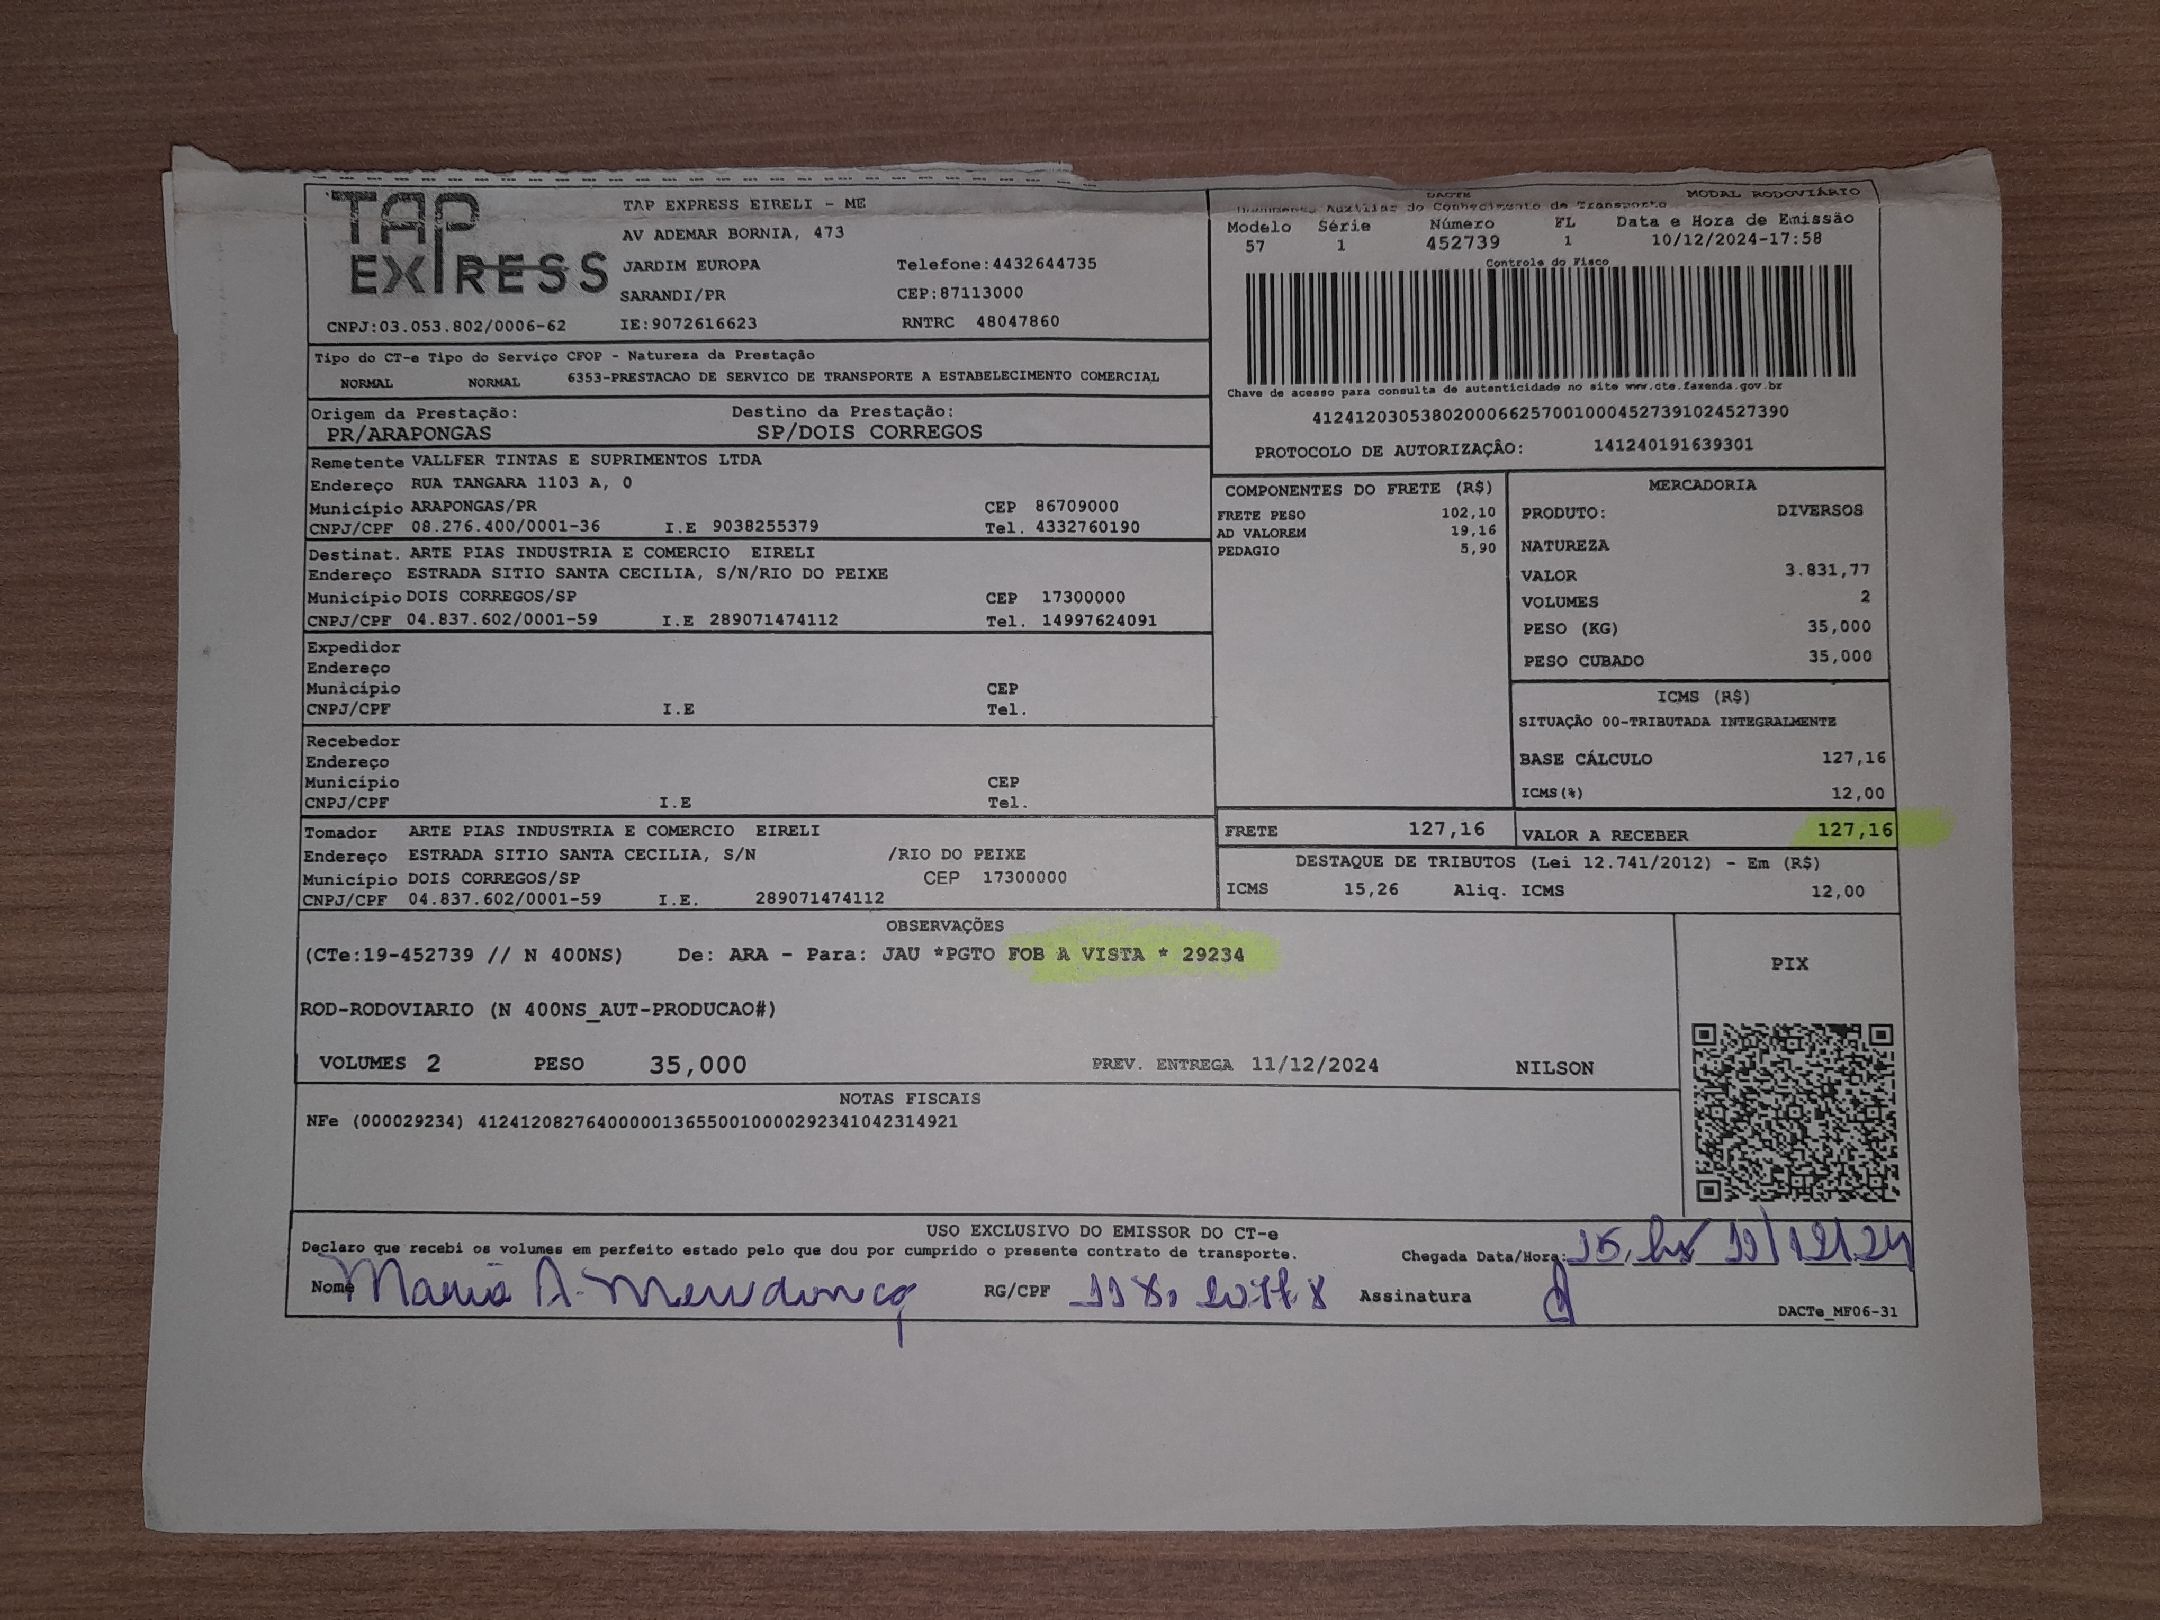 TAP
EXPRESS
TAP EXPRESS EIRELI - ME
AV ADEMAR BORNIA, 473
JARDIM EUROPA Telefone:4432644735
SARANDI/PR CEP:87113000
CNPJ:03.053.802/0006-62 IE:9072616623 RNTRC 48047860
DACTE MODAL RODOVIÁRIO
Documento Auxiliar do Conhecimento de Transporte
Modelo Série Número FL Data e Hora de Emissão
57 1 452739 1 10/12/2024-17:58
Controle do Fisco
Chave de acesso para consulta de autenticidade no site www.cte.fazenda.gov.br
41241203053802000662570010004527391024527390
PROTOCOLO DE AUTORIZAÇÃO: 141240191639301
Tipo do CT-e Tipo do Serviço CFOP - Natureza da Prestação
NORMAL NORMAL 6353-PRESTACAO DE SERVICO DE TRANSPORTE A ESTABELECIMENTO COMERCIAL
Origem da Prestação: Destino da Prestação:
PR/ARAPONGAS SP/DOIS CORREGOS
Remetente VALLFER TINTAS E SUPRIMENTOS LTDA
Endereço RUA TANGARA 1103 A, 0
Município ARAPONGAS/PR CEP 86709000
CNPJ/CPF 08.276.400/0001-36 I.E 9038255379 Tel. 4332760190
Destinat. ARTE PIAS INDUSTRIA E COMERCIO EIRELI
Endereço ESTRADA SITIO SANTA CECILIA, S/N/RIO DO PEIXE
Município DOIS CORREGOS/SP CEP 17300000
CNPJ/CPF 04.837.602/0001-59 I.E 289071474112 Tel. 14997624091
Expedidor
Endereço
Município CEP
CNPJ/CPF I.E Tel.
Recebedor
Endereço
Município CEP
CNPJ/CPF I.E Tel.
Tomador ARTE PIAS INDUSTRIA E COMERCIO EIRELI
Endereço ESTRADA SITIO SANTA CECILIA, S/N /RIO DO PEIXE
Município DOIS CORREGOS/SP CEP 17300000
CNPJ/CPF 04.837.602/0001-59 I.E. 289071474112
COMPONENTES DO FRETE (R$)
FRETE PESO 102,10
AD VALOREM 19,16
PEDAGIO 5,90
MERCADORIA
PRODUTO: DIVERSOS
NATUREZA
VALOR 3.831,77
VOLUMES 2
PESO (KG) 35,000
PESO CUBADO 35,000
ICMS (R$)
SITUAÇÃO 00-TRIBUTADA INTEGRALMENTE
BASE CÁLCULO 127,16
ICMS(%) 12,00
FRETE 127,16 VALOR A RECEBER 127,16
DESTAQUE DE TRIBUTOS (Lei 12.741/2012) - Em (R$)
ICMS 15,26 Aliq. ICMS 12,00
OBSERVAÇÕES
(CTe:19-452739 // N 400NS) De: ARA - Para: JAU *PGTO FOB A VISTA * 29234
ROD-RODOVIARIO (N 400NS_AUT-PRODUCAO#)
VOLUMES 2 PESO 35,000 PREV. ENTREGA 11/12/2024 NILSON
PIX
NOTAS FISCAIS
NFe (000029234) 41241208276400000136550010000292341042314921
USO EXCLUSIVO DO EMISSOR DO CT-e
Declaro que recebi os volumes em perfeito estado pelo que dou por cumprido o presente contrato de transporte. Chegada Data/Hora:
Nome Maria A. Mendonça RG/CPF Assinatura
DACTe_MF06-31